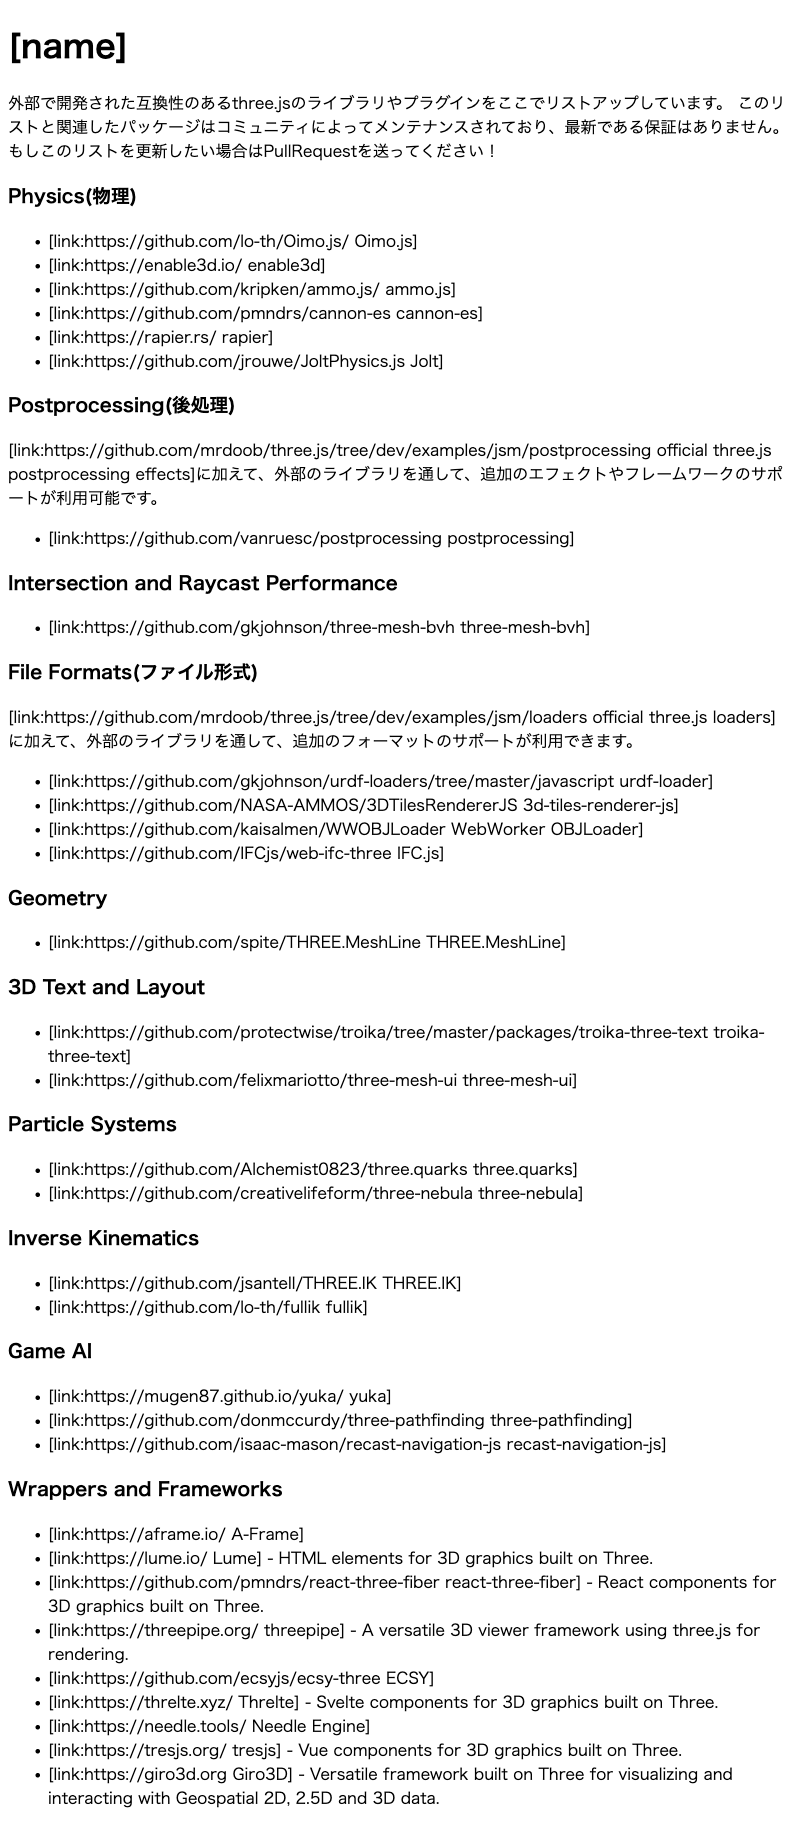 [name]
外部で開発された互換性のあるthree.jsのライブラリやプラグインをここでリストアップしています。 このリ
ストと関連したパッケージはコミュニティによってメンテナンスされており、最新である保証はありません。
もしこのリストを更新したい場合はPullRequestを送ってください！
Physics(物理)
• [link:https://github.com/lo-th/Oimo.js/ Oimo.js]
• [link:https://enable3d.io/ enable3d]
• [link:https://github.com/kripken/ammo.js/ ammo.js]
• [link:https://github.com/pmndrs/cannon-es cannon-es]
• [link:https://rapier.rs/ rapier]
• [link:https://github.com/jrouwe/JoltPhysics.js Jolt]
Postprocessing(後処理)
[link:https://github.com/mrdoob/three.js/tree/dev/examples/jsm/postprocessing official three.js
postprocessing effects]に加えて、外部のライブラリを通して、追加のエフェクトやフレームワークのサポ
ートが利用可能です。
• [link:https://github.com/vanruesc/postprocessing postprocessing]
Intersection and Raycast Performance
• [link:https://github.com/gkjohnson/three-mesh-bvh three-mesh-bvh]
File Formats(ファイル形式)
[link:https://github.com/mrdoob/three.js/tree/dev/examples/jsm/loaders official three.js loaders]
に加えて、外部のライブラリを通して、追加のフォーマットのサポートが利用できます。
• [link:https://github.com/gkjohnson/urdf-loaders/tree/master/javascript urdf-loader]
• [link:https://github.com/NASA-AMMOS/3DTilesRendererJS 3d-tiles-renderer-js]
• [link:https://github.com/kaisalmen/WWOBJLoader WebWorker OBJLoader]
• [link:https://github.com/IFCjs/web-ifc-three IFC.js]
Geometry
• [link:https://github.com/spite/THREE.MeshLine THREE.MeshLine]
3D Text and Layout
• [link:https://github.com/protectwise/troika/tree/master/packages/troika-three-text troika-
three-text]
• [link:https://github.com/felixmariotto/three-mesh-ui three-mesh-ui]
Particle Systems
• [link:https://github.com/Alchemist0823/three.quarks three.quarks]
• [link:https://github.com/creativelifeform/three-nebula three-nebula]
Inverse Kinematics
• [link:https://github.com/jsantell/THREE.IK THREE.IK]
• [link:https://github.com/lo-th/fullik fullik]
Game AI
• [link:https://mugen87.github.io/yuka/ yuka]
• [link:https://github.com/donmccurdy/three-pathfinding three-pathfinding]
• [link:https://github.com/isaac-mason/recast-navigation-js recast-navigation-js]
Wrappers and Frameworks
• [link:https://aframe.io/ A-Frame]
• [link:https://lume.io/ Lume] - HTML elements for 3D graphics built on Three.
• [link:https://github.com/pmndrs/react-three-fiber react-three-fiber] - React components for
3D graphics built on Three.
• [link:https://threepipe.org/ threepipe] - A versatile 3D viewer framework using three.js for
rendering.
• [link:https://github.com/ecsyjs/ecsy-three ECSY]
• [link:https://threlte.xyz/ Threlte] - Svelte components for 3D graphics built on Three.
• [link:https://needle.tools/ Needle Engine]
• [link:https://tresjs.org/ tresjs] - Vue components for 3D graphics built on Three.
• [link:https://giro3d.org Giro3D] - Versatile framework built on Three for visualizing and
interacting with Geospatial 2D, 2.5D and 3D data.